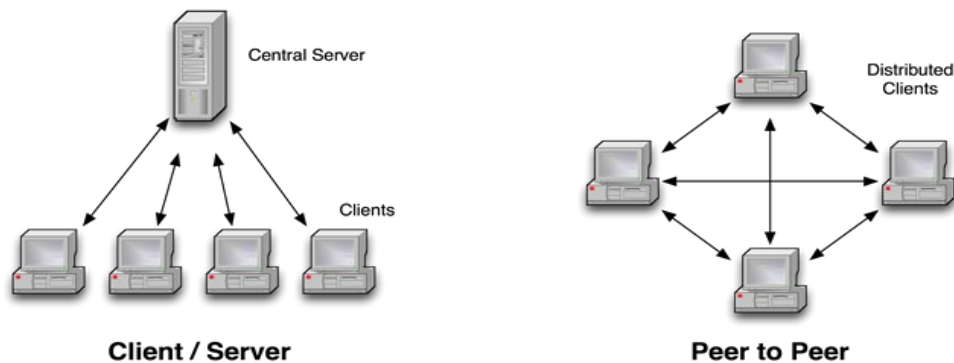 Central Server
Clients
Client / Server
Distributed
Clients
Peer to Peer